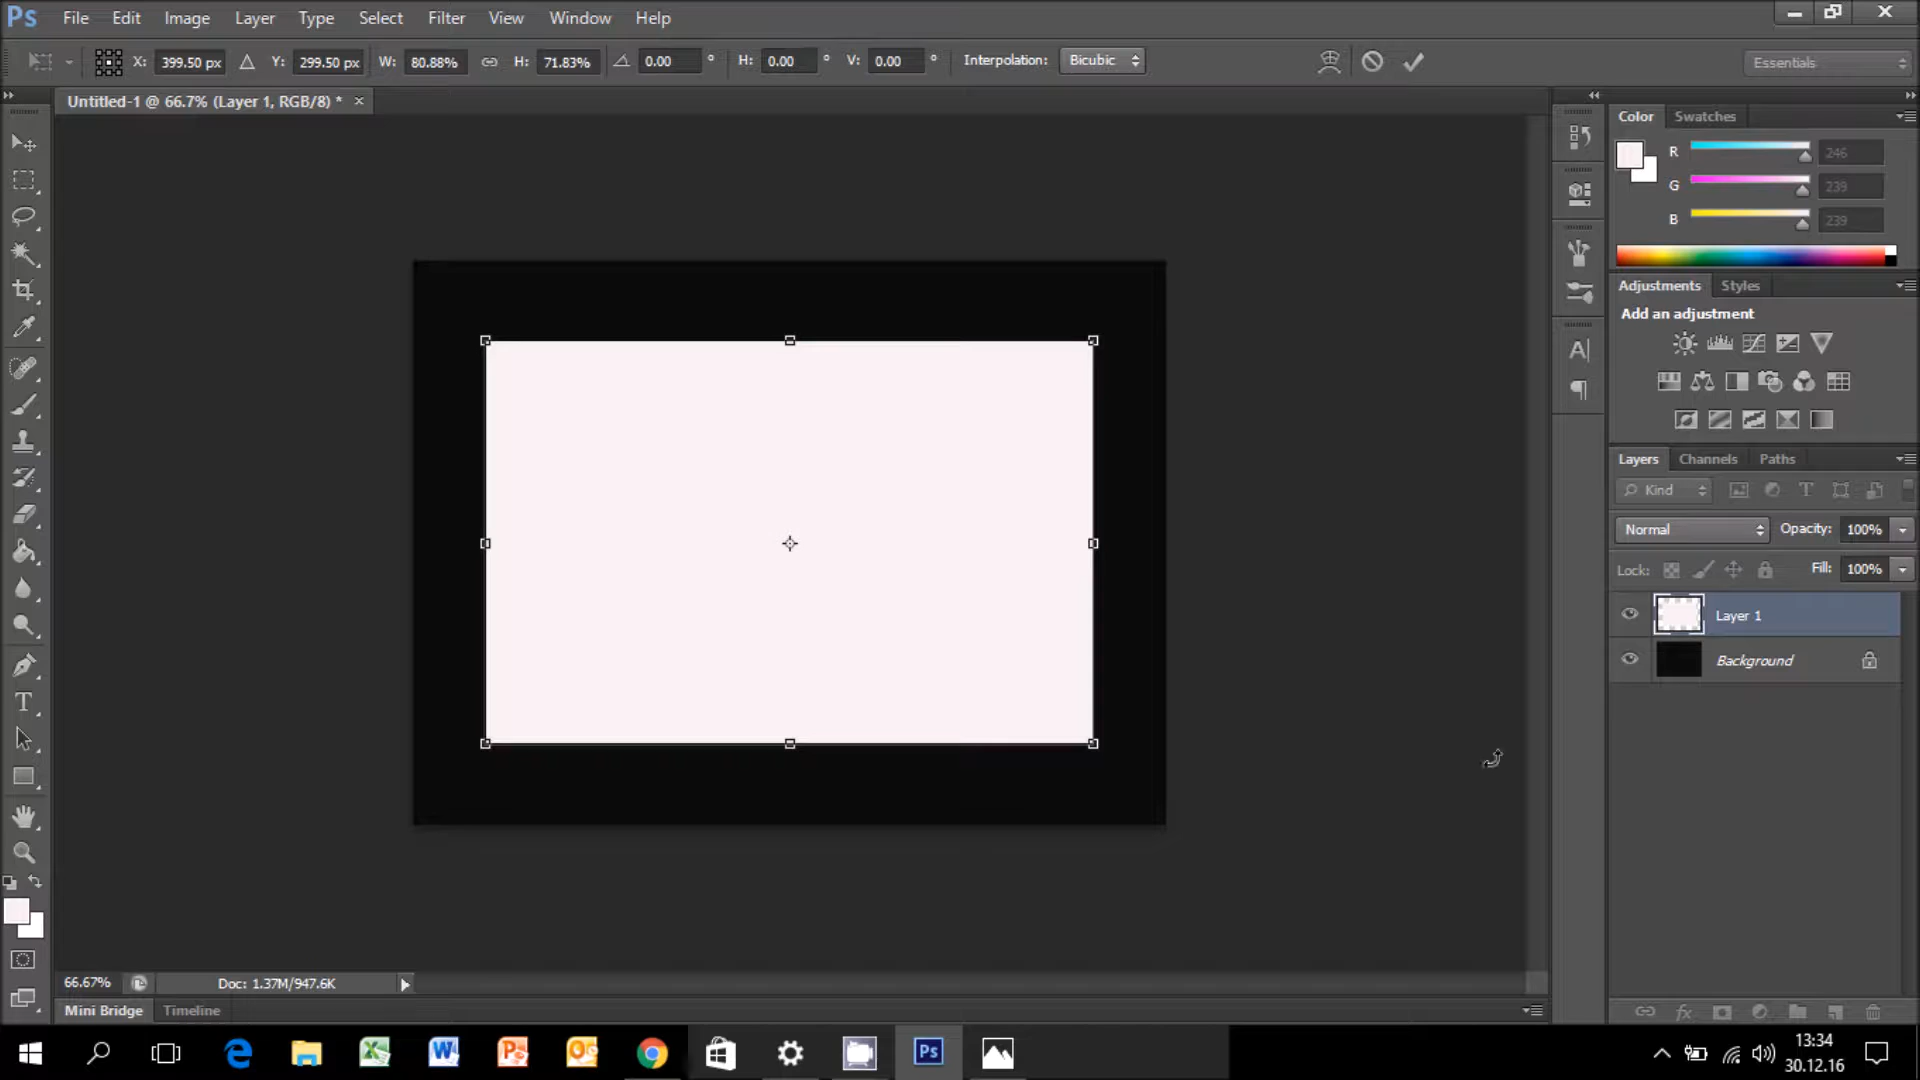 Ps File Edit Image Layer Type Select Filter View Window Help
X: 399.50 px Y: 299.50 px W: 80.88% H: 71.83% 0.00 ° H: 0.00 ° V: 0.00 ° Interpolation: Bicubic Essentials
Untitled-1 @ 66.7% (Layer 1, RGB/8) * ×
Color Swatches
R 246
G 239
B 239
Adjustments Styles
Add an adjustment
Layers Channels Paths
Kind
Normal Opacity: 100%
Lock: Fill: 100%
Layer 1
Background
66.67% Doc: 1.37M/947.6K
Mini Bridge Timeline
13:34
30.12.16